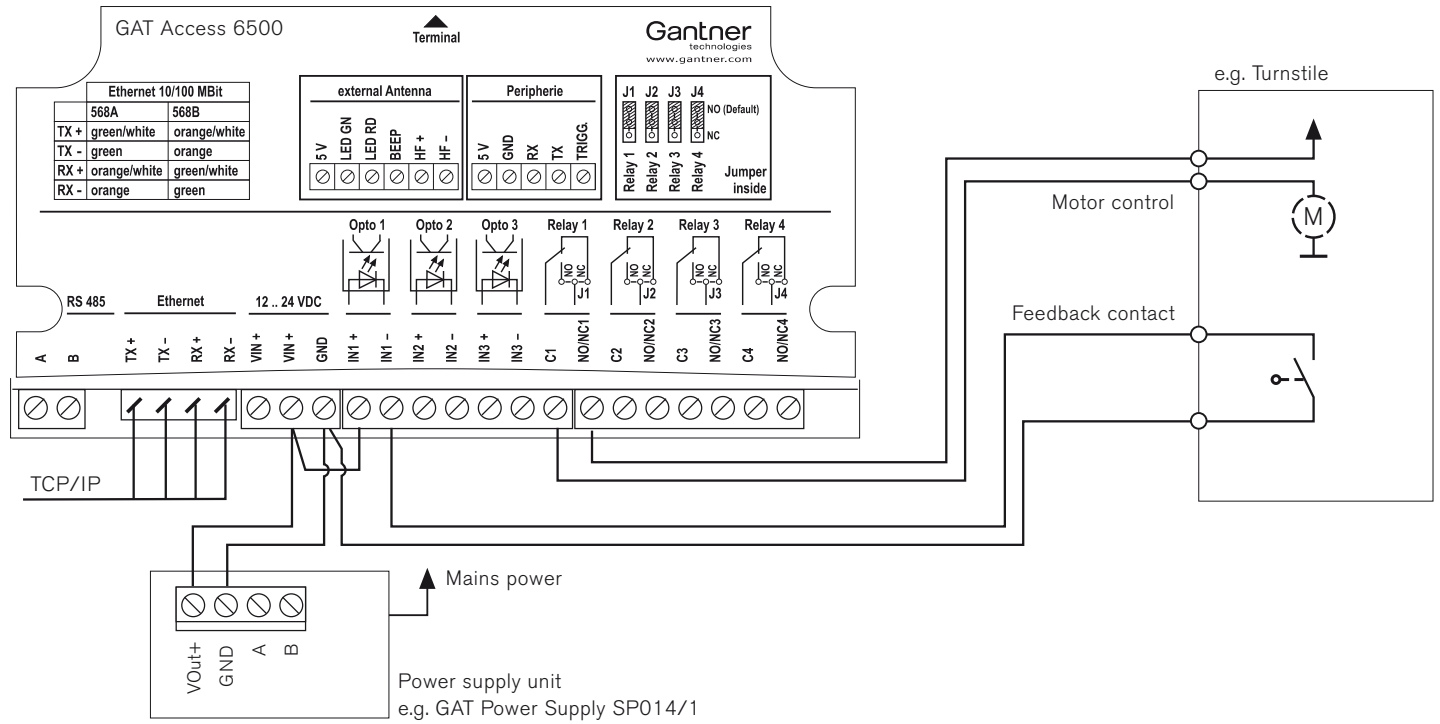 GAT Access 6500
Terminal
Gantner
technologies
www.gantner.com
e.g. Turnstile
Ethernet 10/100 MBit
568A 568B
TX + green/white orange/white
TX - green orange
RX + orange/white green/white
RX - orange green
external Antenna
5 V LED GN LED RD BEEP HF + HF –
Peripherie
5 V GND RX TX TRIGG.
J1 J2 J3 J4
NO (Default)
NC
Relay 1 Relay 2 Relay 3 Relay 4
Jumper
inside
Motor control
M
Opto 1 Opto 2 Opto 3 Relay 1 Relay 2 Relay 3 Relay 4
NO NC NO NC NO NC NO NC
J1 J2 J3 J4
RS 485 Ethernet 12 .. 24 VDC
Feedback contact
A B TX + TX – RX + RX – VIN + VIN + GND IN1 + IN1 – IN2 + IN2 – IN3 + IN3 – C1 NO/NC1 C2 NO/NC2 C3 NO/NC3 C4 NO/NC4
TCP/IP
Mains power
VOut+ GND A B
Power supply unit
e.g. GAT Power Supply SP014/1